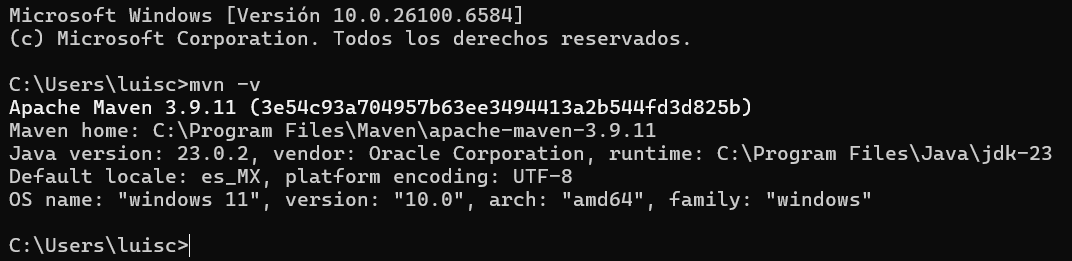 Microsoft Windows [Versión 10.0.26100.6584]
(c) Microsoft Corporation. Todos los derechos reservados.
C:\Users\luisc>mvn -v
Apache Maven 3.9.11 (3e54c93a704957b63ee3494413a2b544fd3d825b)
Maven home: C:\Program Files\Maven\apache-maven-3.9.11
Java version: 23.0.2, vendor: Oracle Corporation, runtime: C:\Program Files\Java\jdk-23
Default locale: es_MX, platform encoding: UTF-8
OS name: "windows 11", version: "10.0", arch: "amd64", family: "windows"
C:\Users\luisc>